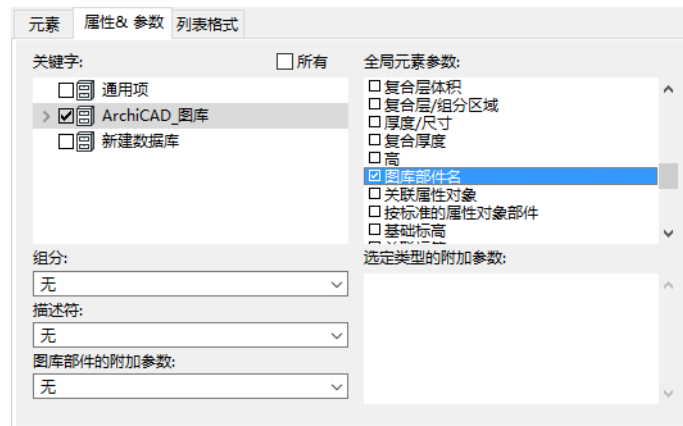 元素 属性& 参数 列表格式
关键字: 所有
通用项
ArchiCAD_图库
新建数据库
组分:
无
描述符:
无
图库部件的附加参数:
无
全局元素参数:
复合层体积
复合层/组分区域
厚度/尺寸
复合厚度
高
图库部件名
关联属性对象
按标准的属性对象部件
基础标高
选定类型的附加参数: